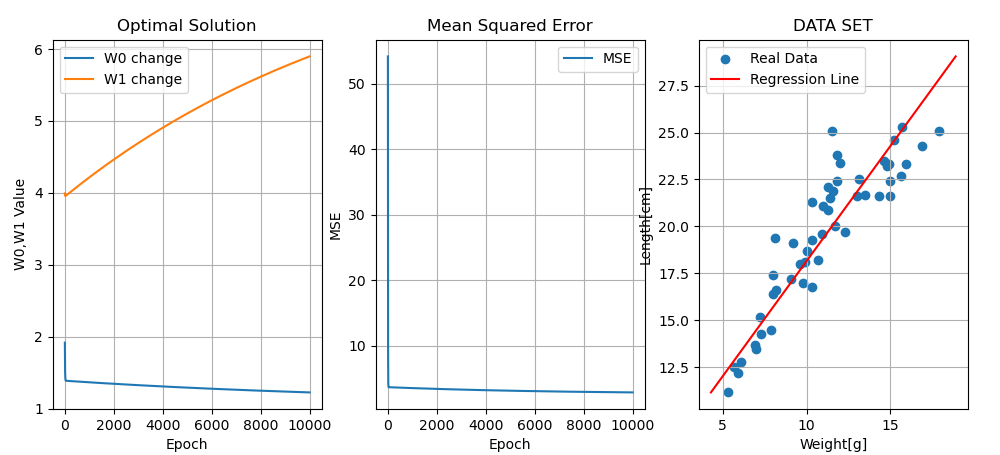 Optimal Solution
W0 change
W1 change
6
5
4
3
2
1
0
2000
4000
6000
8000
10000
Epoch
W0,W1 Value
Mean Squared Error
MSE
50
40
30
20
10
0
2000
4000
6000
8000
10000
Epoch
MSE
DATA SET
Real Data
Regression Line
27.5
25.0
22.5
20.0
17.5
15.0
12.5
5
10
15
Weight[g]
Length[cm]